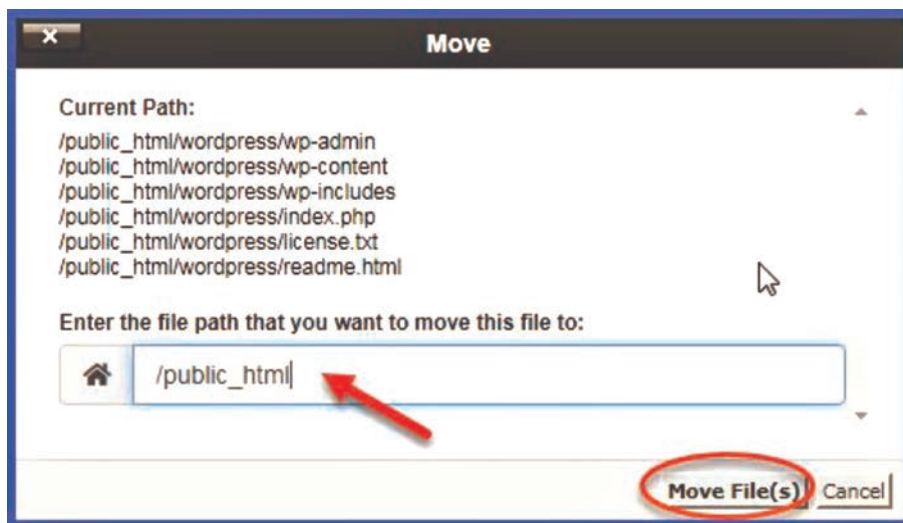 Move
Current Path:
/public_html/wordpress/wp-admin
/public_html/wordpress/wp-content
/public_html/wordpress/wp-includes
/public_html/wordpress/index.php
/public_html/wordpress/license.txt
/public_html/wordpress/readme.html
Enter the file path that you want to move this file to:
/public_html
Move File(s) Cancel